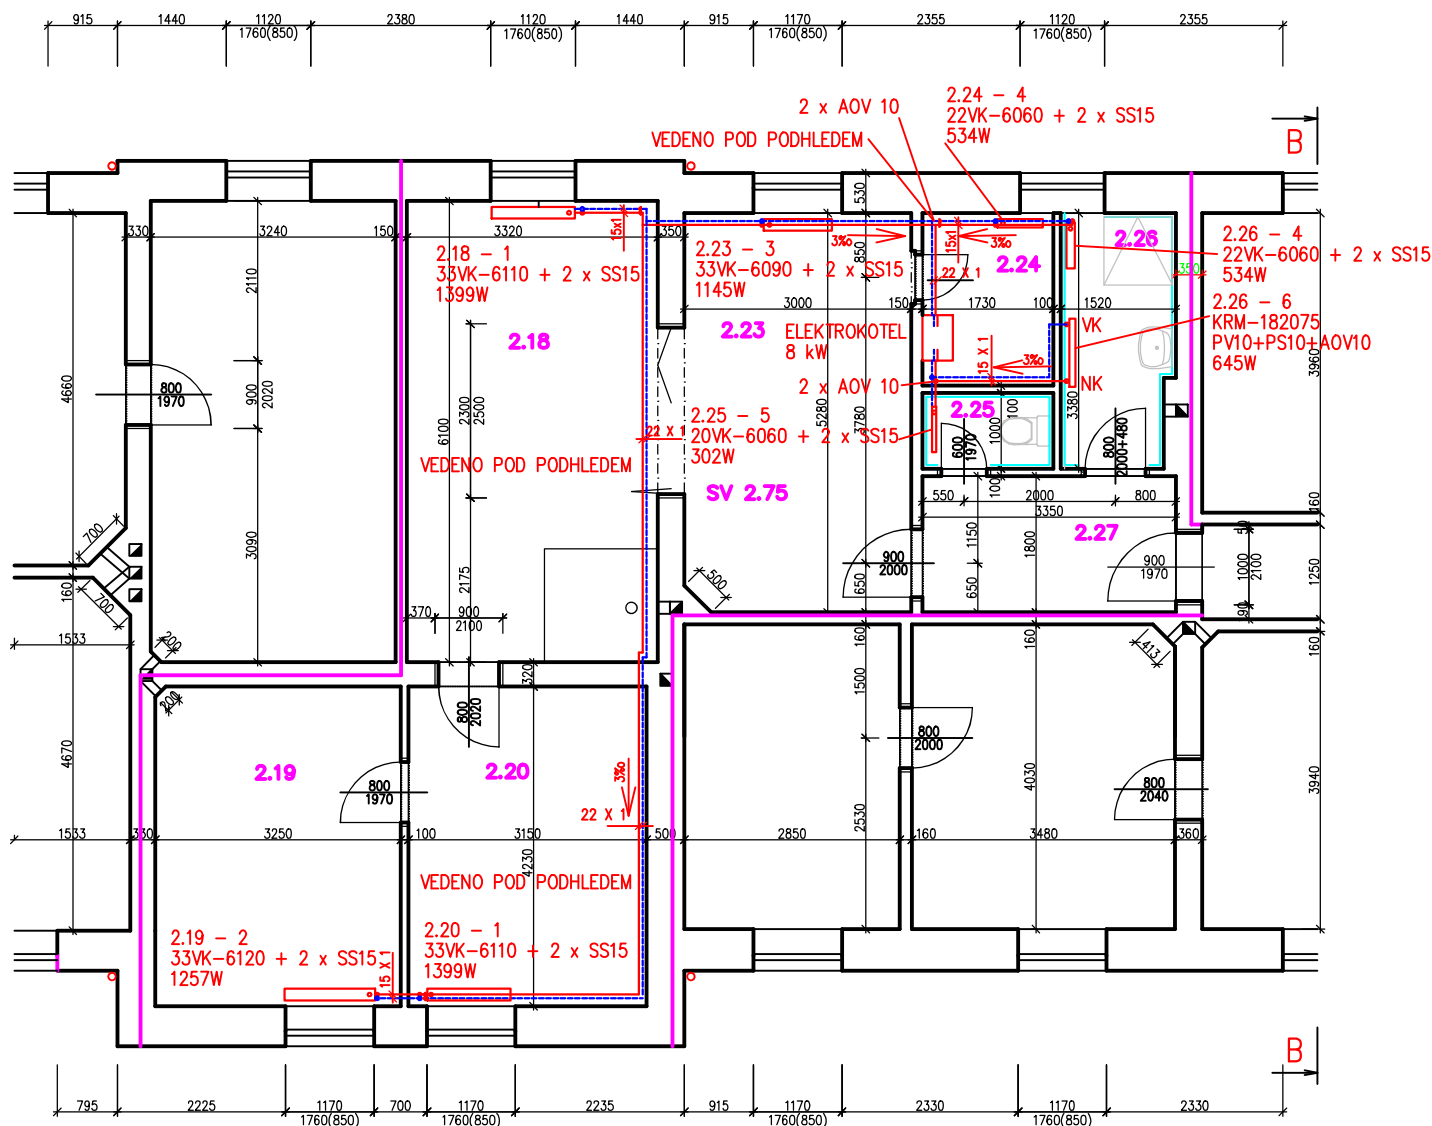 915 1440 1120 2380 1120 1440 915 1170 2355 1120 2355
1760(850) 1760(850) 1760(850) 1760(850)
2 x AOV 10
VEDENO POD PODHLEDEM
2.24 - 4
22VK-6060 + 2 x SS15
534W
B
530
330 3240 150 3320 350
15x1
2.18 - 1
33VK-6110 + 2 x SS15
1399W
2.23 - 3
33VK-6090 + 2 x SS15
1145W
3%o
850
15x1
3%o
22 X 1
2.24
2.26
2.26 - 4
22VK-6060 + 2 x SS15
534W
350
2110
3000 150 1730 100 1520
2.26 - 6
KRM-182075
PV10+PS10+AOV10
645W
2.18
2.23
ELEKTROKOTEL
8 kW
VK
NK
15 X 1
3%o
2 x AOV 10
4660
800
1970
900
2020
6100
2300
2500
5280
3780
3380
3960
2.25 - 5
20VK-6060 + 2 x SS15
302W
22 X 1
2.25
100
1000
600
1970
800
2000+480
VEDENO POD PODHLEDEM
SV 2.75
100
550 2000 800
3350
160
700
3090
1150
1800
2.27
50
900
2000
900
1970
1000
2100
1250
160
700
2175
500
650
650
90
370 900
2100
1533
200
320
160
160
160
413
200
1500
800
2020
800
2000
4670
2.19
2.20
3%o
800
1970
4030
800
2040
3940
22 X 1
2530
1533 330 3250 100 3150 500 2850 160 3480 360
4230
VEDENO POD PODHLEDEM
2.19 - 2
33VK-6120 + 2 x SS15
1257W
15 X 1
2.20 - 1
33VK-6110 + 2 x SS15
1399W
B
795 2225 1170 700 1170 2235 915 1170 2330 1170 2330
1760(850) 1760(850) 1760(850) 1760(850)